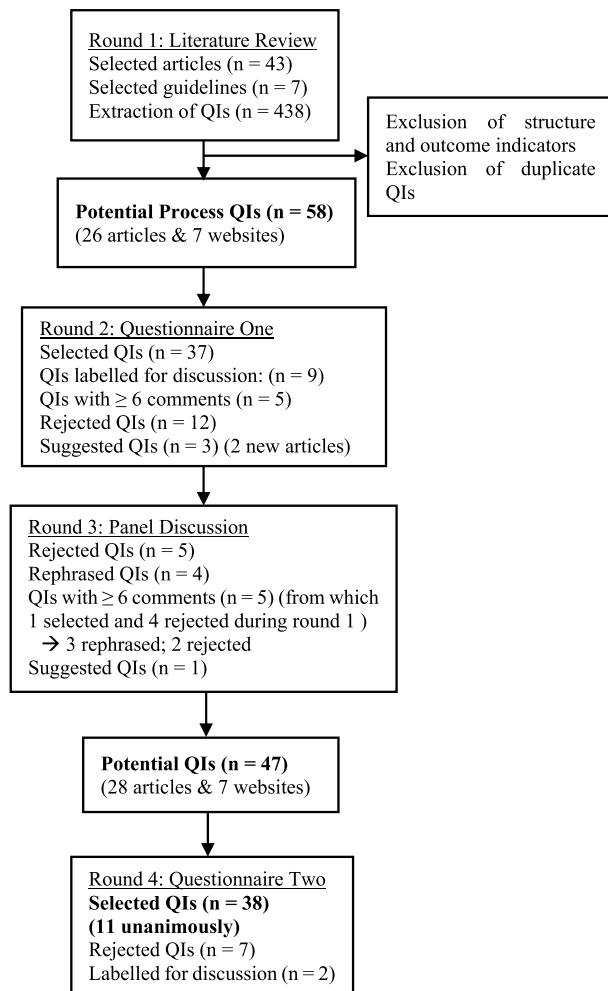 Round 1: Literature Review
Selected articles (n = 43)
Selected guidelines (n = 7)
Extraction of QIs (n = 438)
Exclusion of structure
and outcome indicators
Exclusion of duplicate
QIs
Potential Process QIs (n = 58)
(26 articles & 7 websites)
Round 2: Questionnaire One
Selected QIs (n = 37)
QIs labelled for discussion: (n = 9)
QIs with ≥ 6 comments (n = 5)
Rejected QIs (n = 12)
Suggested QIs (n = 3) (2 new articles)
Round 3: Panel Discussion
Rejected QIs (n = 5)
Rephrased QIs (n = 4)
QIs with ≥ 6 comments (n = 5) (from which
1 selected and 4 rejected during round 1 )
→ 3 rephrased; 2 rejected
Suggested QIs (n = 1)
Potential QIs (n = 47)
(28 articles & 7 websites)
Round 4: Questionnaire Two
Selected QIs (n = 38)
(11 unanimously)
Rejected QIs (n = 7)
Labelled for discussion (n = 2)